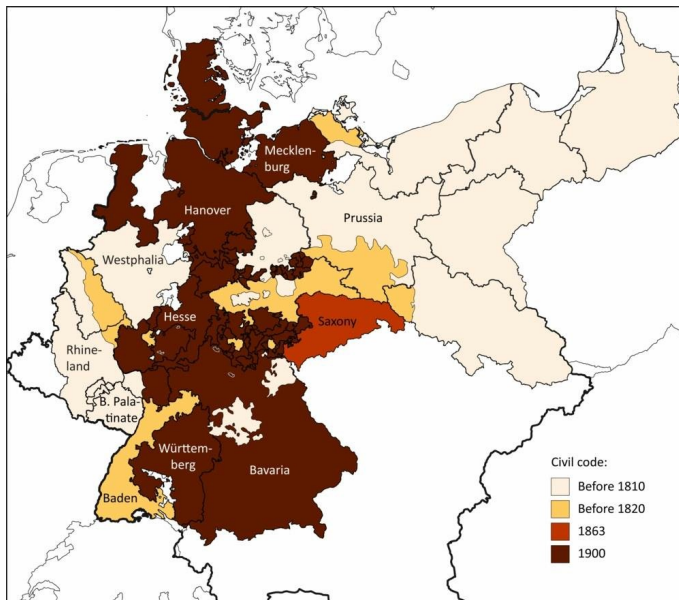 Mecklen-
burg
Hanover
Prussia
Westphalia
Hesse
Saxony
Rhine-
land
B. Pala-
tinate
Württem-
berg
Bavaria
Baden
Civil code:
Before 1810
Before 1820
1863
1900